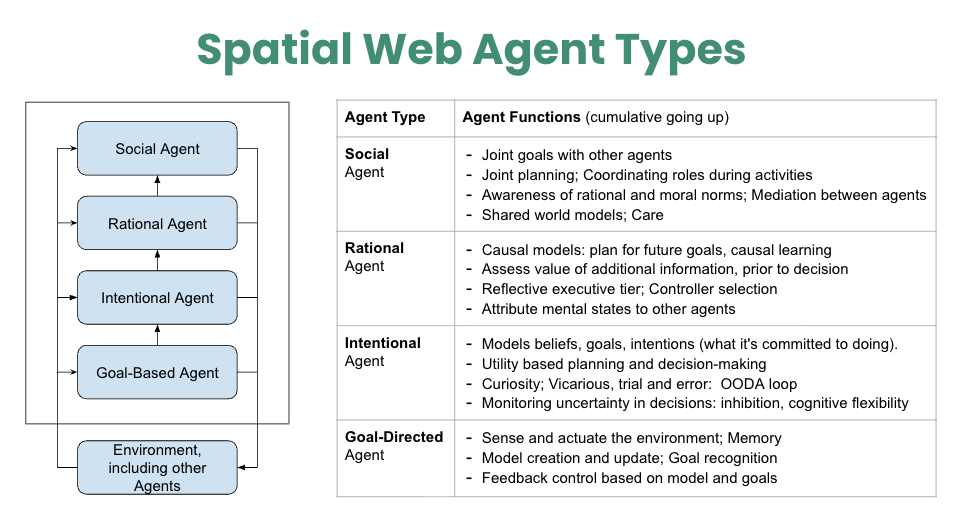 Spatial Web Agent Types
Social Agent
Rational Agent
Intentional Agent
Goal-Based Agent
Environment,
including other
Agents
Agent Type
Agent Functions (cumulative going up)
Social
Agent
- Joint goals with other agents
- Joint planning; Coordinating roles during activities
- Awareness of rational and moral norms; Mediation between agents
- Shared world models; Care
Rational
Agent
- Causal models: plan for future goals, causal learning
- Assess value of additional information, prior to decision
- Reflective executive tier; Controller selection
- Attribute mental states to other agents
Intentional
Agent
- Models beliefs, goals, intentions (what it's committed to doing).
- Utility based planning and decision-making
- Curiosity; Vicarious, trial and error: OODA loop
- Monitoring uncertainty in decisions: inhibition, cognitive flexibility
Goal-Directed
Agent
- Sense and actuate the environment; Memory
- Model creation and update; Goal recognition
- Feedback control based on model and goals